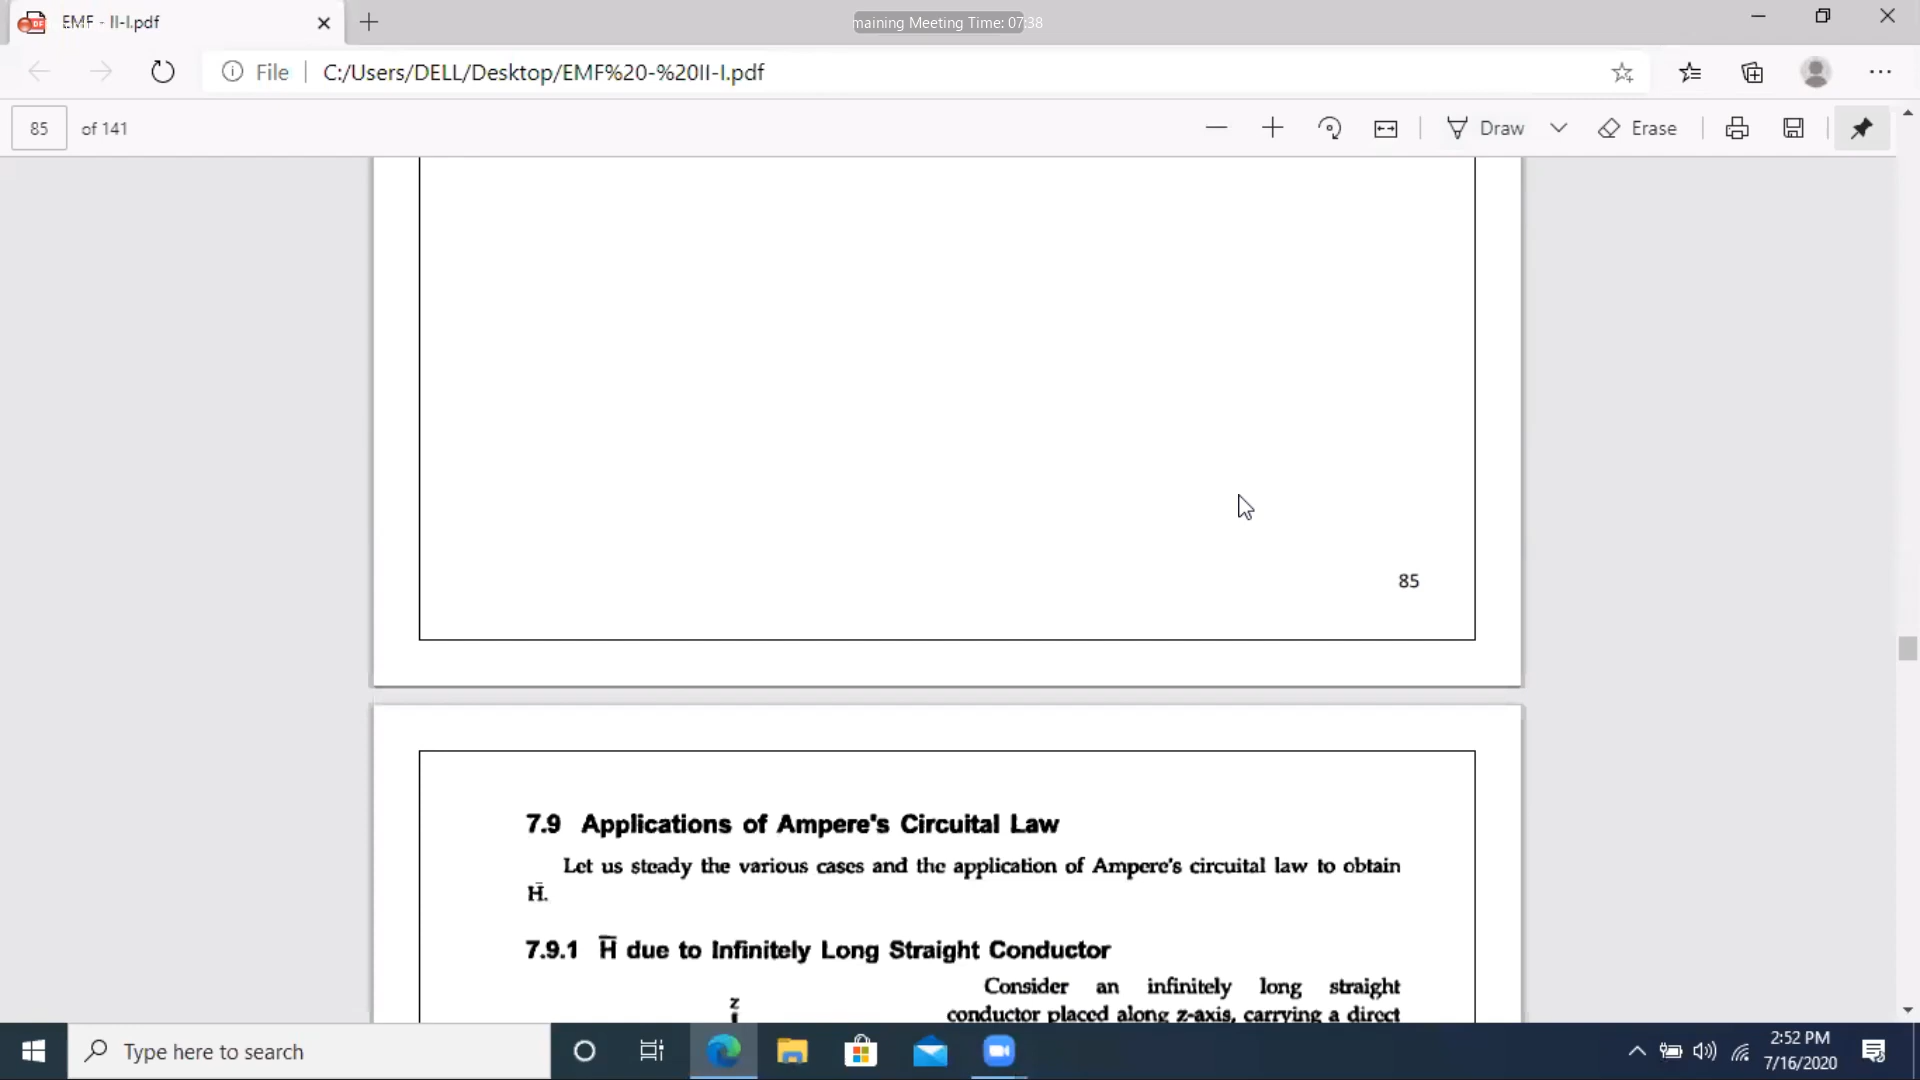 EMF - II-I.pdf
maining Meeting Time: 07:38
File
C:/Users/DELL/Desktop/EMF%20-%20II-I.pdf
85 of 141
Draw
Erase
85
7.9 Applications of Ampere's Circuital Law
Let us steady the various cases and the application of Ampere's circuital law to obtain
H̄.
7.9.1 H̄ due to Infinitely Long Straight Conductor
z
Consider an infinitely long straight
conductor placed along z-axis, carrying a direct
Type here to search
2:52 PM
7/16/2020